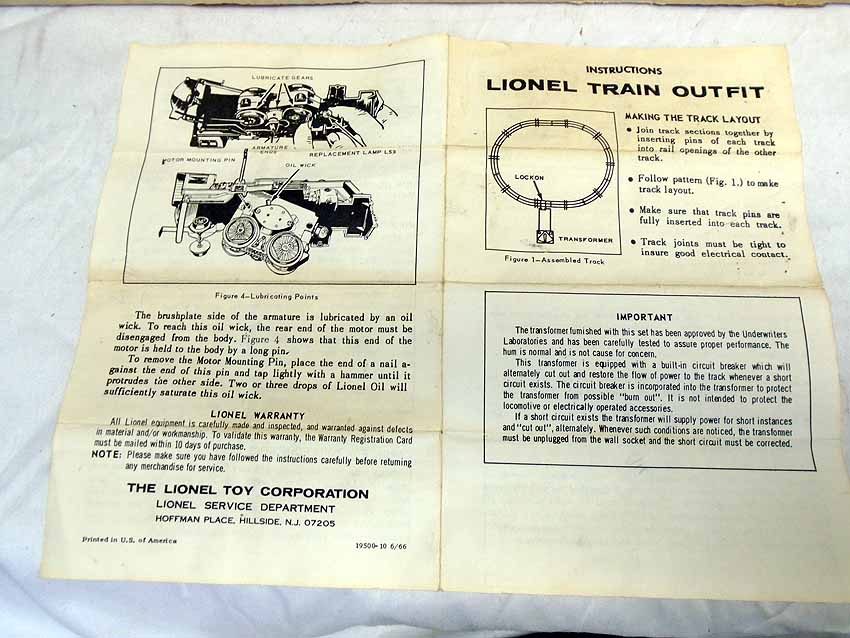 LUBRICATE GEARS
ARMATURE
ENDS
REPLACEMENT LAMP L53
MOTOR MOUNTING PIN
OIL WICK
Figure 4—Lubricating Points
The brushplate side of the armature is lubricated by an oil
wick. To reach this oil wick, the rear end of the motor must be
disengaged from the body. Figure 4 shows that this end of the
motor is held to the body by a long pin.
To remove the Motor Mounting Pin, place the end of a nail a-
gainst the end of this pin and tap lightly with a hammer until it
protrudes the other side. Two or three drops of Lionel Oil will
sufficiently saturate this oil wick.
LIONEL WARRANTY
All Lionel equipment is carefully made and inspected, and warranted against defects
in material and/or workmanship. To validate this warranty, the Warranty Registration Card
must be mailed within 10 days of purchase.
NOTE: Please make sure you have followed the instructions carefully before returning
any merchandise for service.
THE LIONEL TOY CORPORATION
LIONEL SERVICE DEPARTMENT
HOFFMAN PLACE, HILLSIDE, N.J. 07205
Printed in U.S. of America
19500-10 6/66
INSTRUCTIONS
LIONEL TRAIN OUTFIT
LOCKON
TRANSFORMER
Figure 1—Assembled Track
MAKING THE TRACK LAYOUT
• Join track sections together by
inserting pins of each track
into rail openings of the other
track.
• Follow pattern (Fig. 1.) to make
track layout.
• Make sure that track pins are
fully inserted into each track.
• Track joints must be tight to
insure good electrical contact.
IMPORTANT
The transformer furnished with this set has been approved by the Underwriters
Laboratories and has been carefully tested to assure proper performance. The
hum is normal and is not cause for concern.
This transformer is equipped with a built-in circuit breaker which will
alternately cut out and restore the flow of power to the track whenever a short
circuit exists. The circuit breaker is incorporated into the transformer to protect
the transformer from possible "burn out". It is not intended to protect the
locomotive or electrically operated accessories.
If a short circuit exists the transformer will supply power for short instances
and "cut out", alternately. Whenever such conditions are noticed, the transformer
must be unplugged from the wall socket and the short circuit must be corrected.